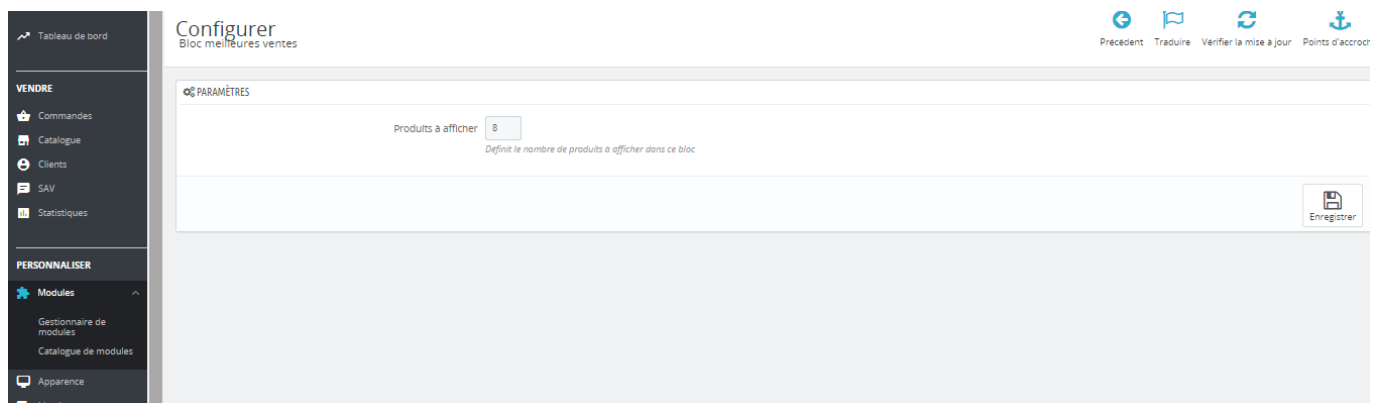 Tableau de bord
VENDRE
Commandes
Catalogue
Clients
SAV
Statistiques
PERSONNALISER
Modules
Gestionnaire de
modules
Catalogue de modules
Apparence
Configurer
Bloc meilleures ventes
Précédent
Traduire
Vérifier la mise à jour
Points d'accroch
PARAMÈTRES
Produits à afficher 8
Définit le nombre de produits à afficher dans ce bloc
Enregistrer